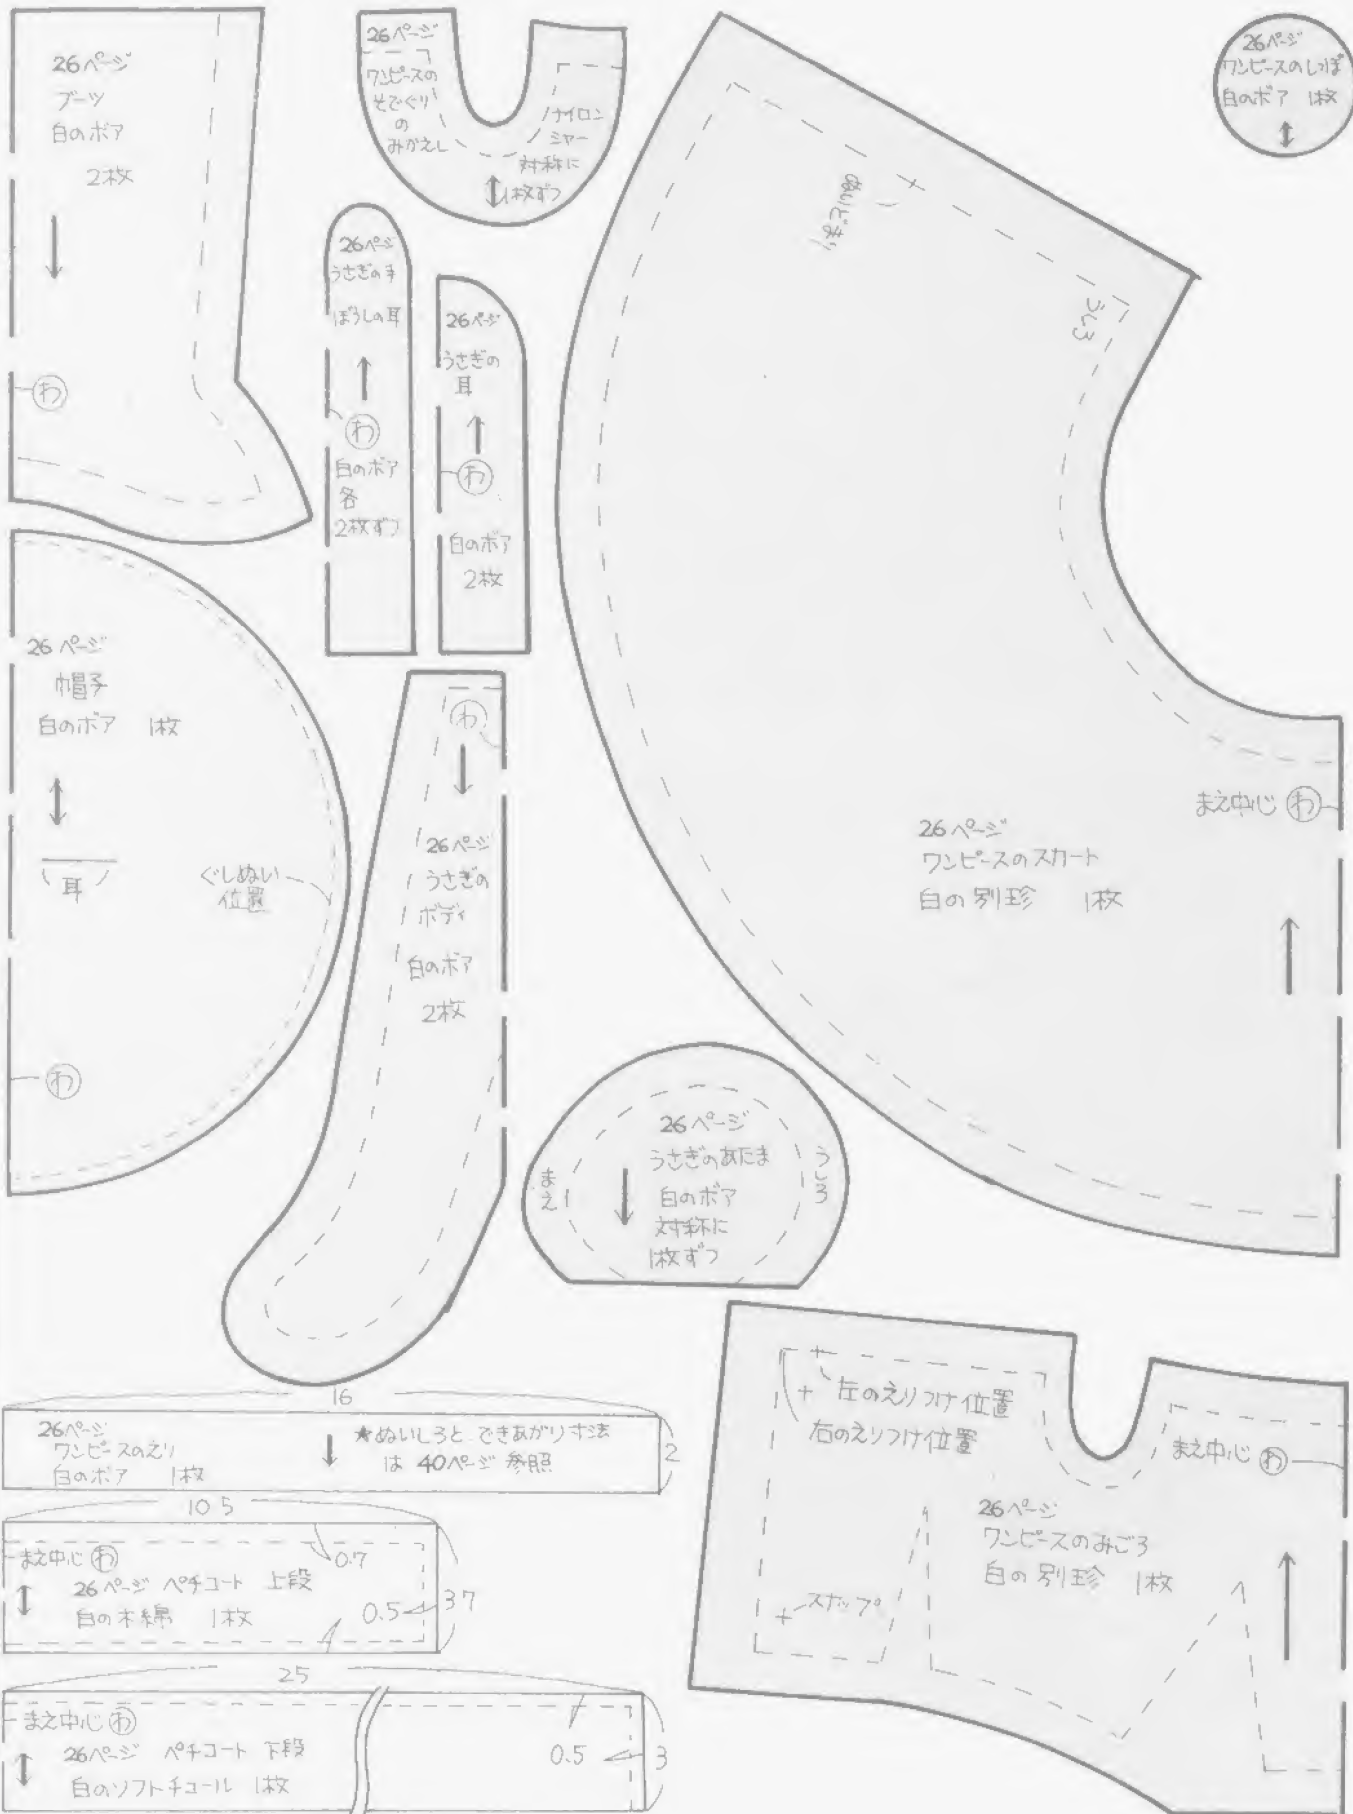 26ページ
ブーツ
白のボア
2枚
わ
26ページ
ワンピースの
そでぐり
の
みかえし
ナイロン
シャー
対称に
1枚ずつ
26ページ
ワンピースのしっぽ
白のボア 1枚
26ページ
うさぎの手
ぼうしの耳
わ
白のボア
各
2枚ずつ
26ページ
うさぎの
耳
わ
白のボア
2枚
ぬいどまり
うしろ
まえ中心 わ
26ページ
ワンピースのスカート
白の別珍 1枚
26ページ
帽子
白のボア 1枚
耳
ぐしぬい
位置
わ
わ
26ページ
うさぎの
ボディ
白のボア
2枚
26ページ
うさぎのあたま
白のボア
対称に
1枚ずつ
まえ
うしろ
16
26ページ
ワンピースのえり
白のボア 1枚
★ぬいしろと できあがり寸法
は 40ページ 参照
2
10.5
まえ中心 わ
26ページ ペチコート 上段
白の木綿 1枚
0.7
0.5
3.7
25
まえ中心 わ
26ページ ペチコート 下段
白のソフトチュール 1枚
0.5
3
左のえりつけ位置
右のえりつけ位置
まえ中心 わ
26ページ
ワンピースのみごろ
白の別珍 1枚
スナップ